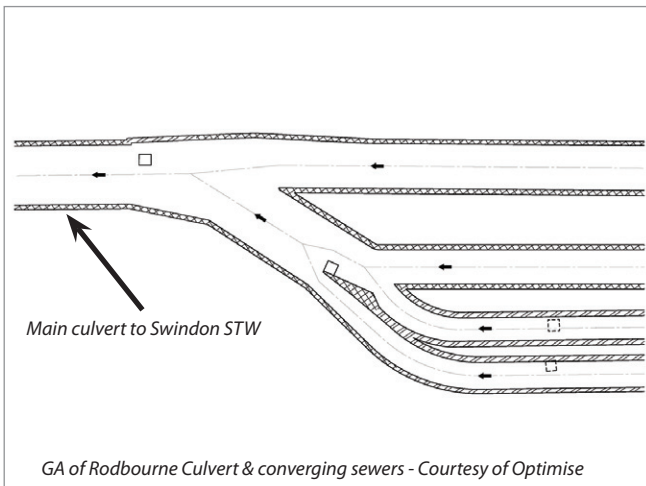 Main culvert to Swindon STW
GA of Rodbourne Culvert & converging sewers - Courtesy of Optimise